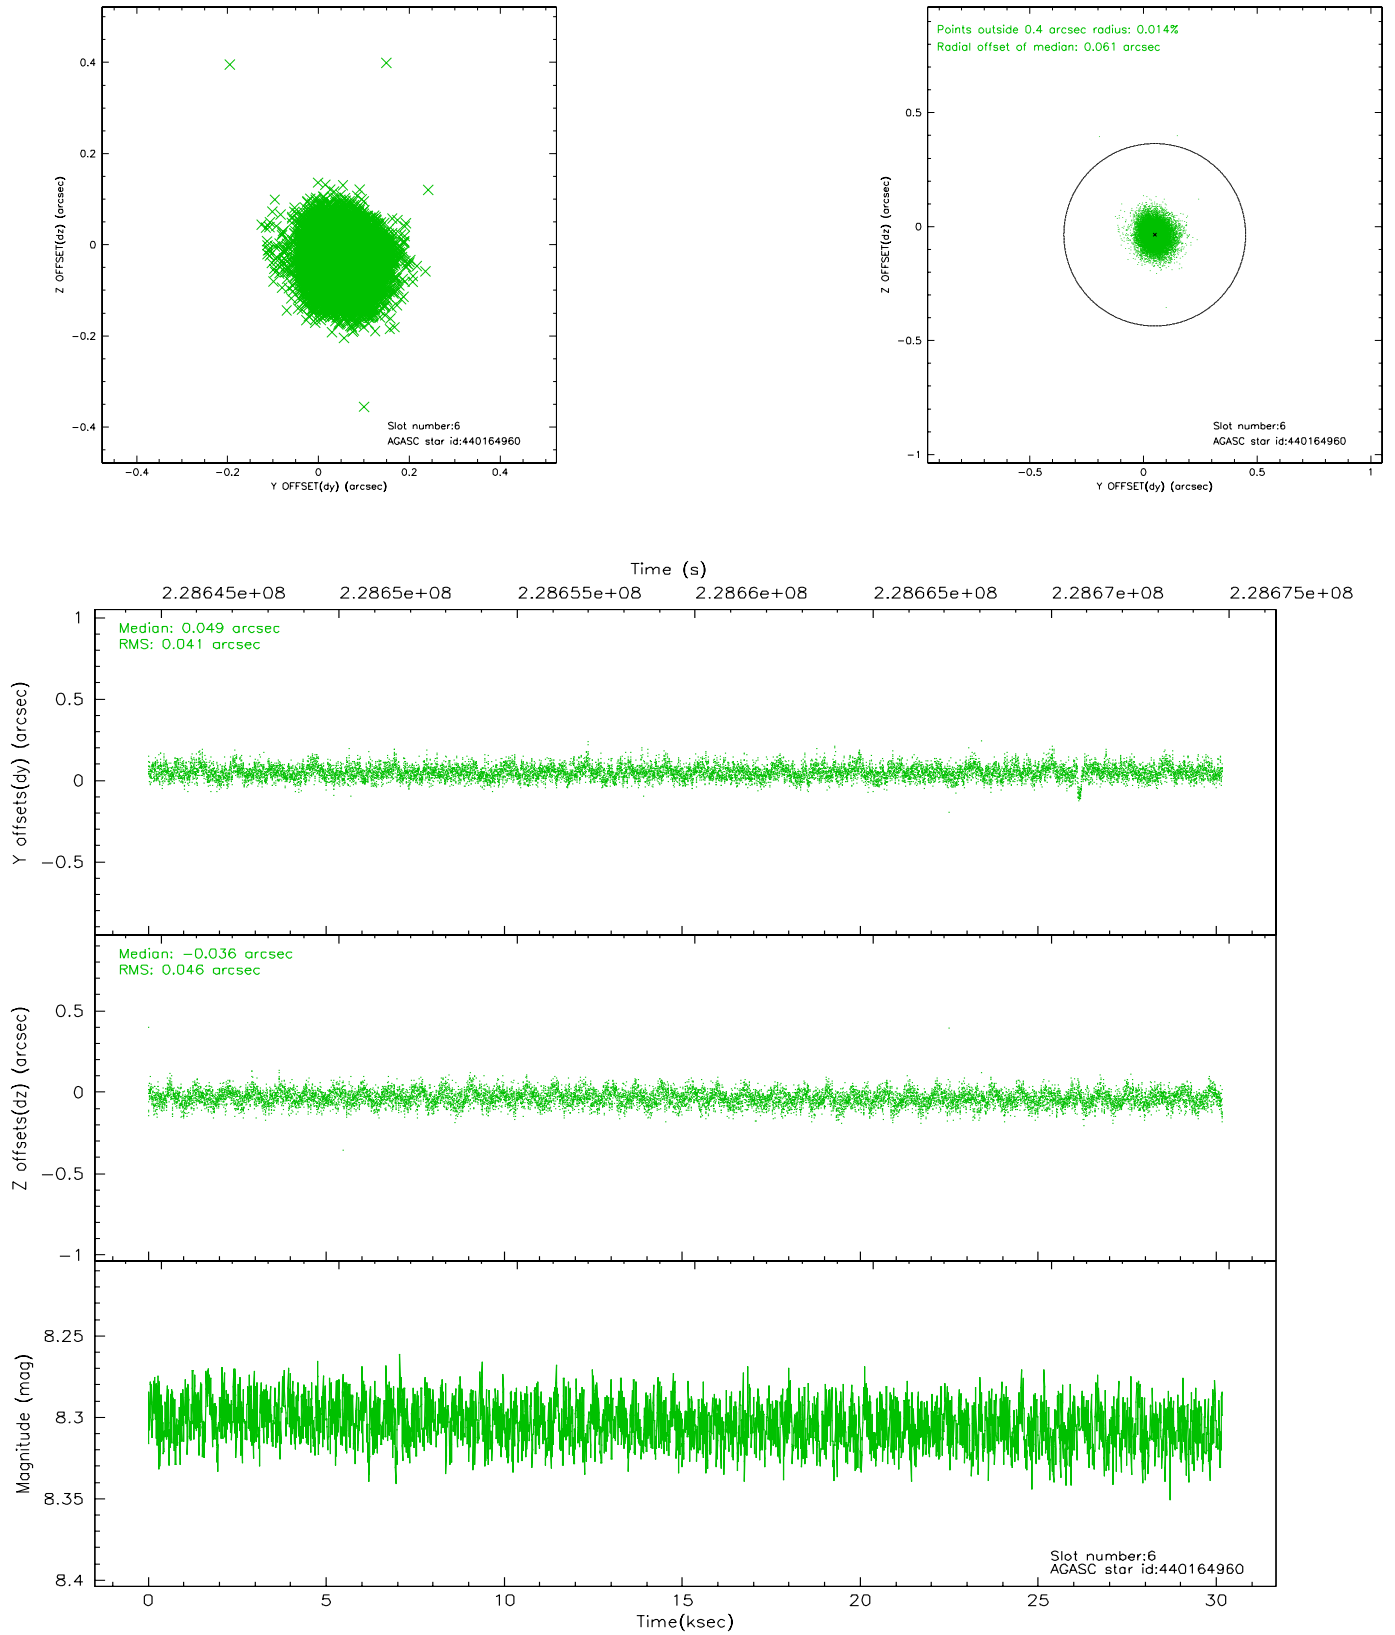 0.4
0.2
0
−0.2
−0.4
Z OFFSET(dz) (arcsec)
Slot number:6
AGASC star id:440164960
−0.4 −0.2 0 0.2 0.4
Y OFFSET(dy) (arcsec)
Points outside 0.4 arcsec radius: 0.014%
Radial offset of median: 0.061 arcsec
0.5
0
−0.5
−1
Z OFFSET(dz) (arcsec)
Slot number:6
AGASC star id:440164960
−0.5 0 0.5 1
Y OFFSET(dy) (arcsec)
Time (s)
2.28645e+08 2.2865e+08 2.28655e+08 2.2866e+08 2.28665e+08 2.2867e+08 2.28675e+08
Median: 0.049 arcsec
RMS: 0.041 arcsec
1
0.5
0
−0.5
Y offsets(dy) (arcsec)
Median: −0.036 arcsec
RMS: 0.046 arcsec
0.5
0
−0.5
−1
Z offsets(dz) (arcsec)
8.25
8.3
8.35
8.4
Magnitude (mag)
Slot number:6
AGASC star id:440164960
0 5 10 15 20 25 30
Time(ksec)